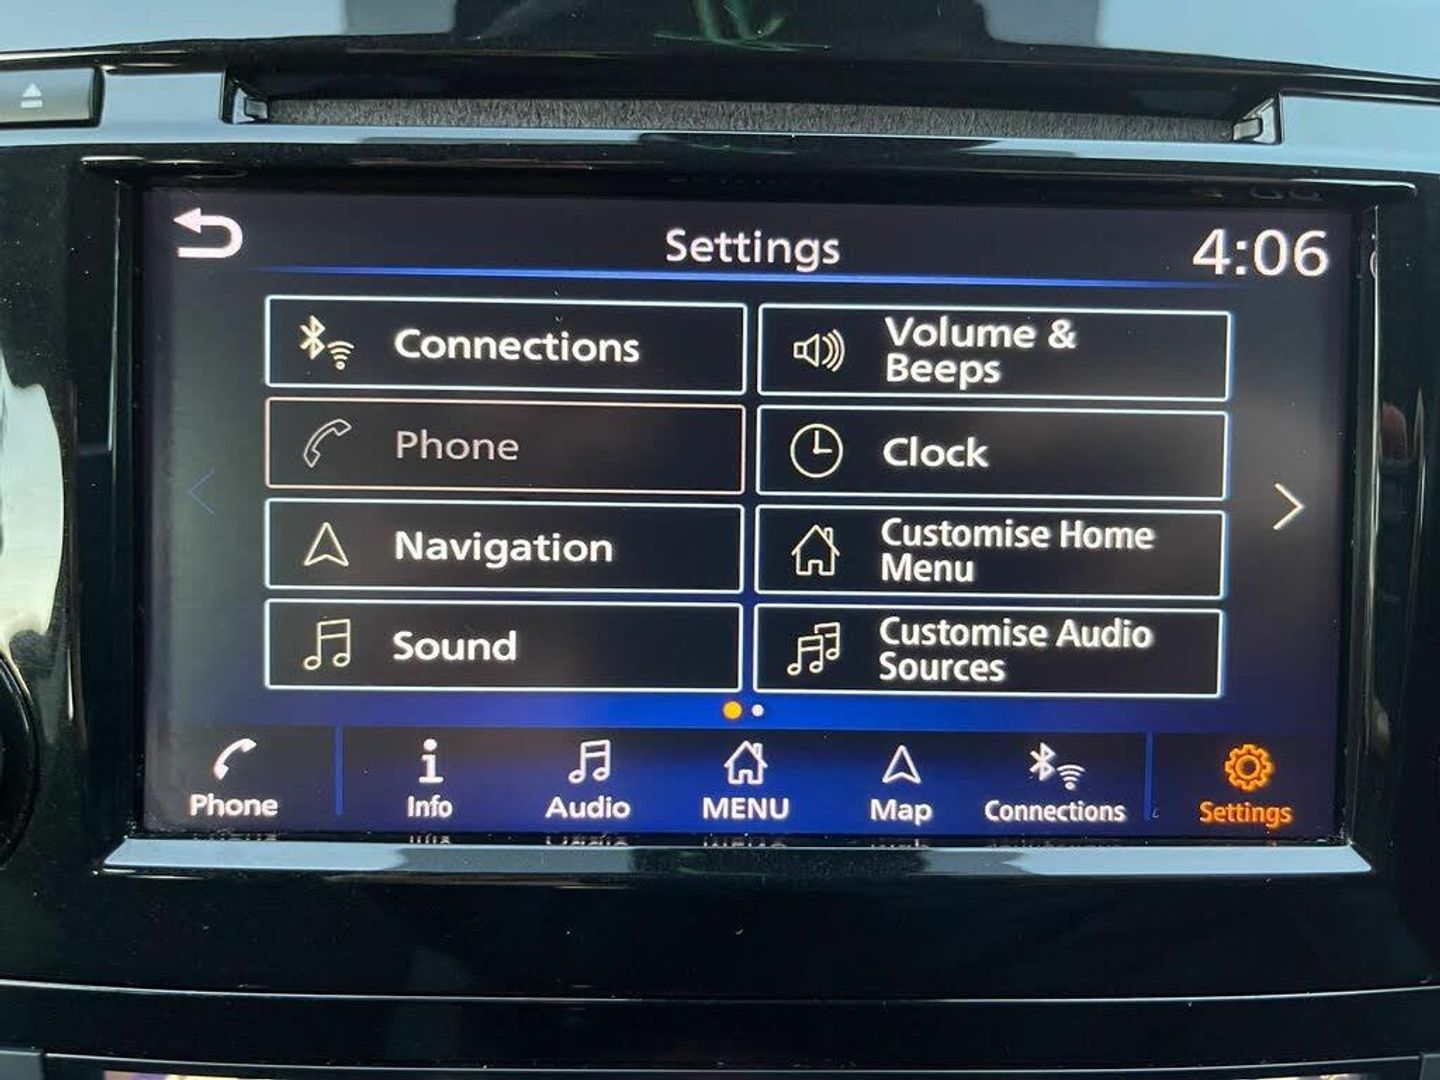 Settings
4:06
Connections
Volume &
Beeps
Phone
Clock
Navigation
Customise Home
Menu
Sound
Customise Audio
Sources
Phone
Info
Audio
MENU
Map
Connections
Settings